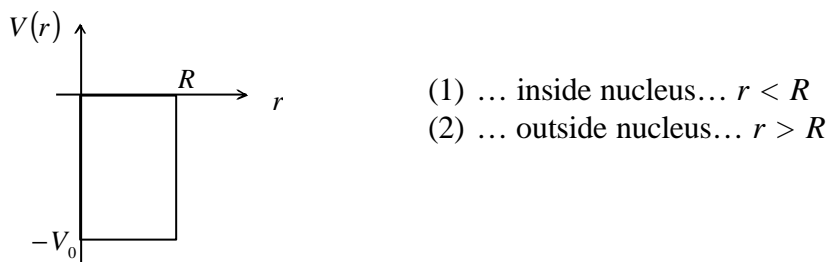 V(r)
R
r
−V₀
(1) … inside nucleus… r < R
(2) … outside nucleus… r > R